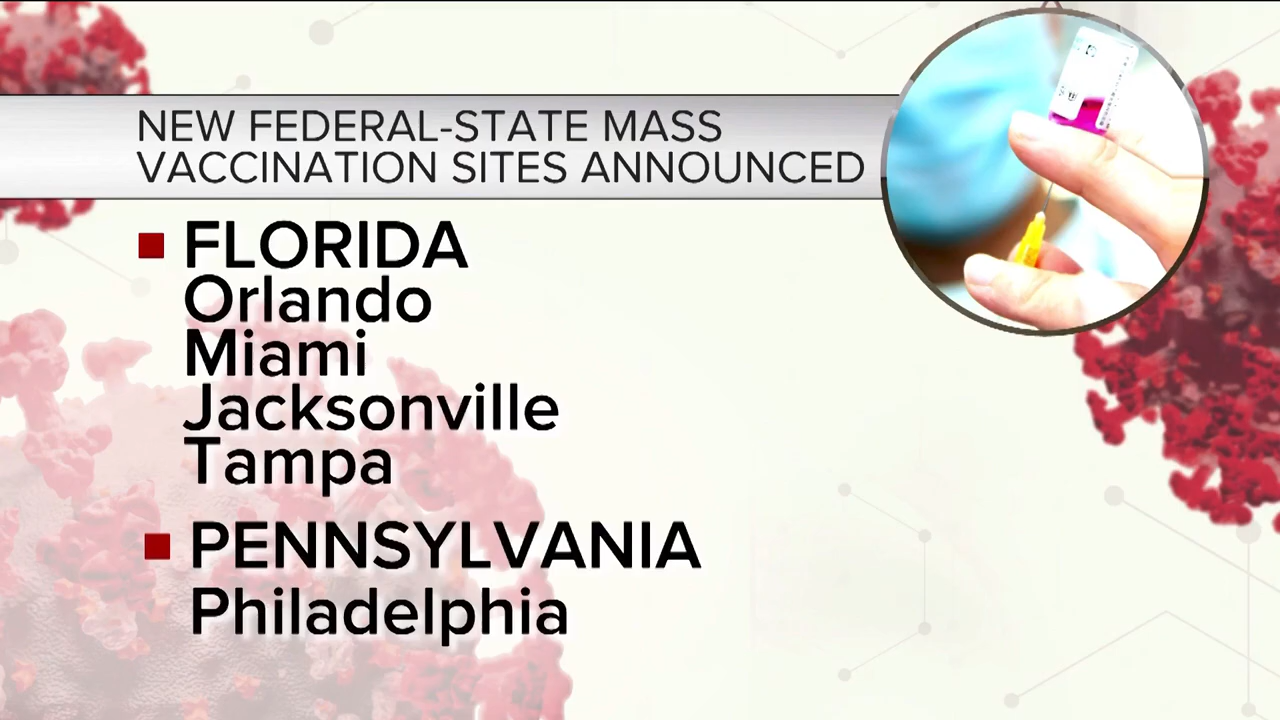 NEW FEDERAL-STATE MASS
VACCINATION SITES ANNOUNCED
FLORIDA
Orlando
Miami
Jacksonville
Tampa
PENNSYLVANIA
Philadelphia